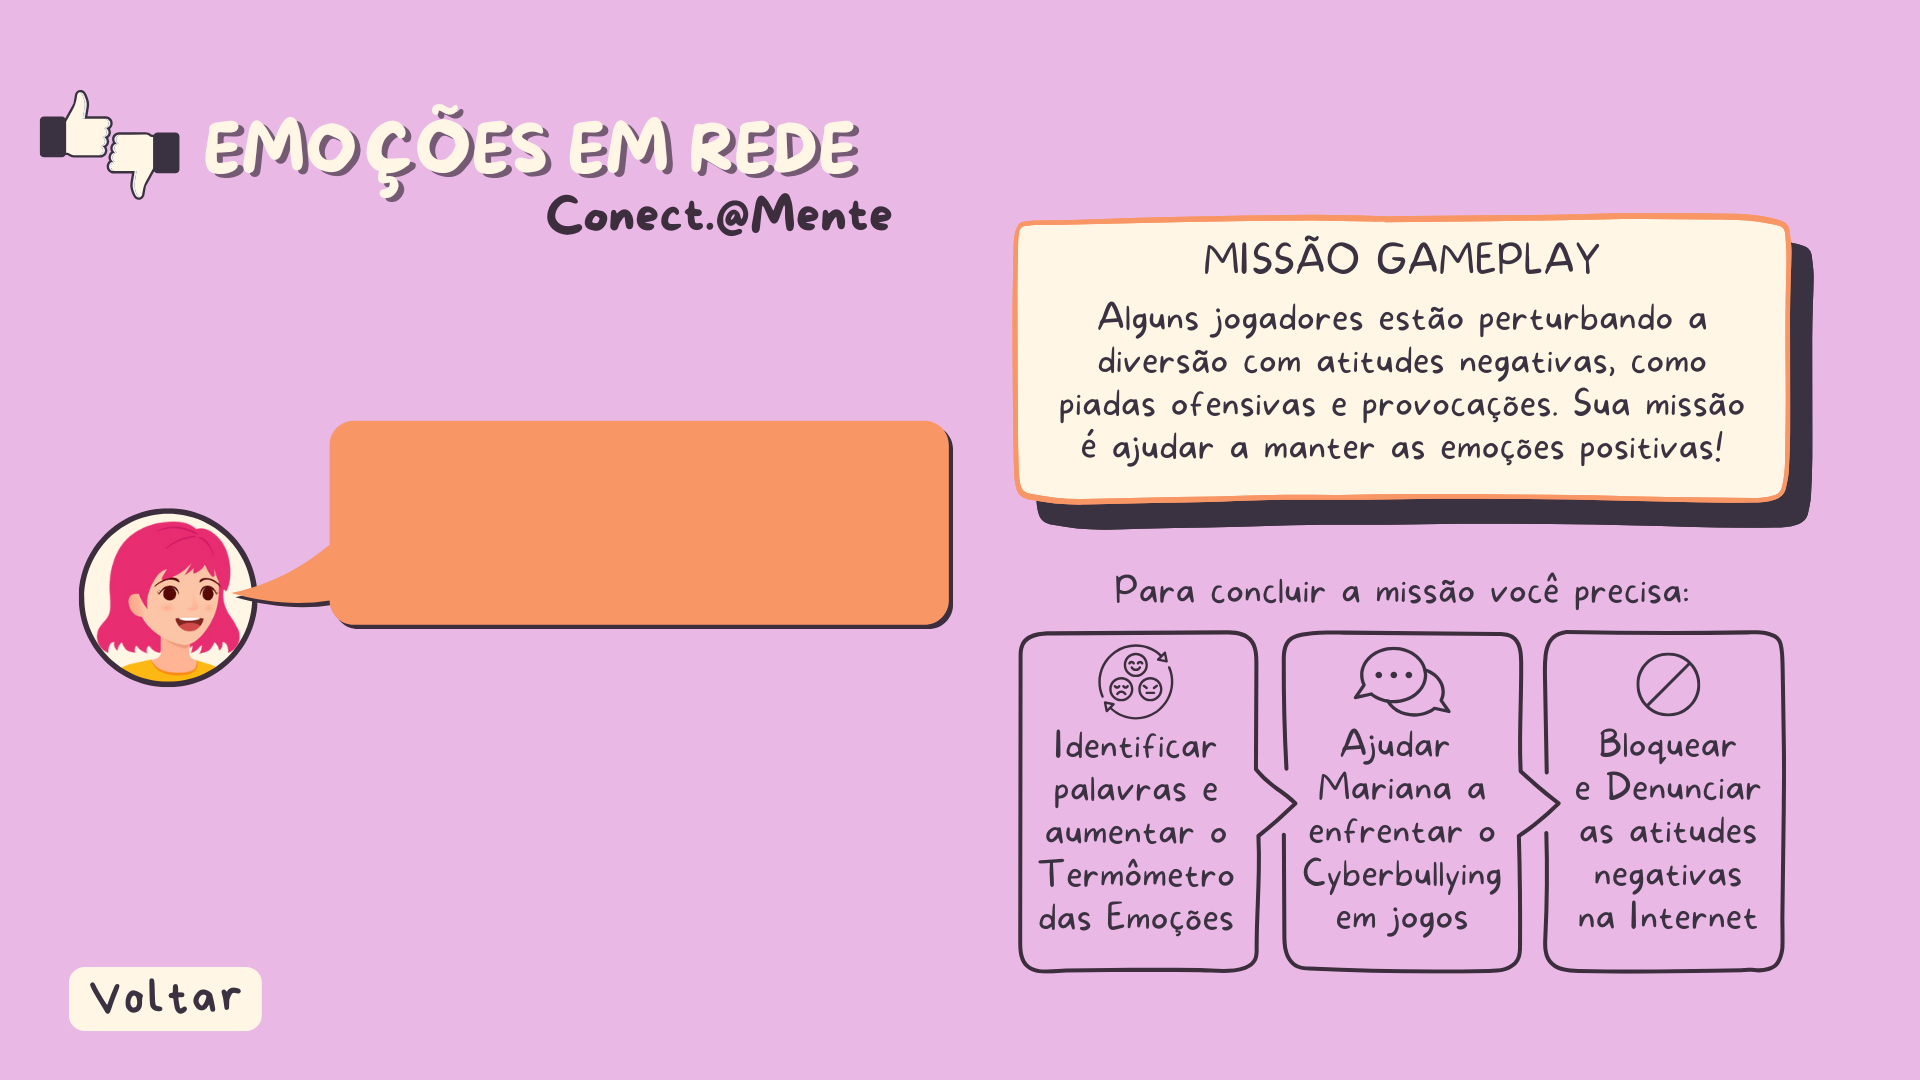 EMOÇÕES EM REDE
Conect.@Mente
MISSÃO GAMEPLAY
Alguns jogadores estão perturbando a
diversão com atitudes negativas, como
piadas ofensivas e provocações. Sua missão
é ajudar a manter as emoções positivas!
Para concluir a missão você precisa:
Identificar
palavras e
aumentar o
Termômetro
das Emoções
Ajudar
Mariana a
enfrentar o
Cyberbullying
em jogos
Bloquear
e Denunciar
as atitudes
negativas
na Internet
Voltar